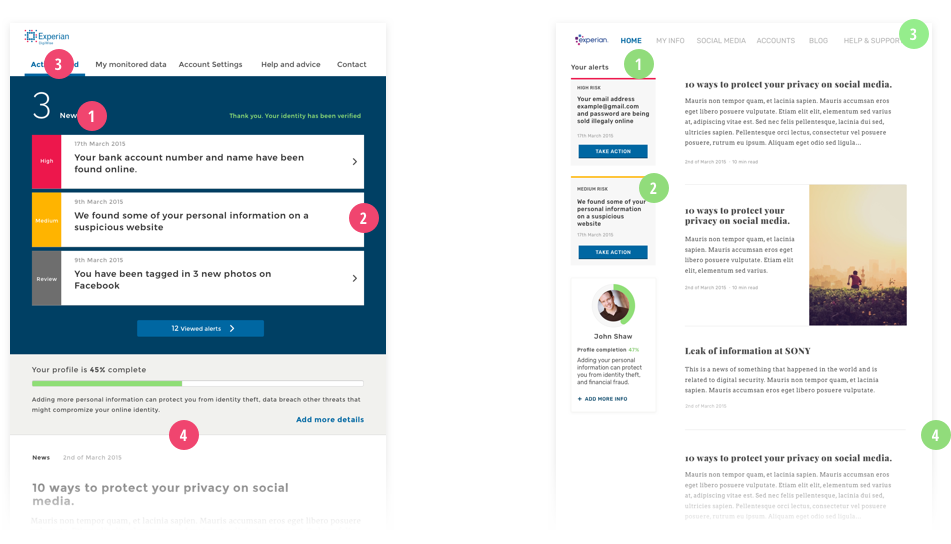 Experian
3
My monitored data
Account Settings
Help and advice
Contact
3
1
Thank you. Your identity has been verified
High
17th March 2015
Your bank account number and name have been
found online.
Medium
9th March 2015
We found some of your personal information on a
suspicious website
2
Review
9th March 2015
You have been tagged in 3 new photos on
Facebook
12 Viewed alerts
Your profile is 45% complete
Adding more personal information can protect you from identity theft, data breach other threats that
might compromise your online identity.
Add more details
4
News
2nd of March 2015
10 ways to protect your privacy on social
media.
Mauris non tempor quam, et lacinia sapien. Mauris accumsan eros eget libero posuere
experian.
HOME
MY INFO
SOCIAL MEDIA
ACCOUNTS
BLOG
HELP & SUPPORT
3
Your alerts
1
HIGH RISK
Your email address
example@gmail.com
and password are being
sold illegaly online
17th March 2015
TAKE ACTION
2
MEDIUM RISK
We found some of your
personal information
on a suspicious
website
17th March 2015
TAKE ACTION
John Shaw
Profile completion 47%
Adding your personal
information can protect
you from identity theft,
and financial fraud.
+ ADD MORE INFO
10 ways to protect your privacy on social media.
Mauris non tempor quam, et lacinia sapien. Mauris accumsan eros
eget libero posuere vulputate. Etiam elit elit, elementum sed varius
at, adipiscing vitae est. Sed nec felis pellentesque, lacinia dui sed,
ultricies sapien. Pellentesque orci lectus, consectetur vel posuere
posuere, rutrum eu ipsum. Aliquam eget odio sed ligula...
2nd of March 2015 · 10 min read
10 ways to protect your
privacy on social media.
Mauris non tempor quam, et lacinia
sapien. Mauris accumsan eros eget
libero posuere vulputate. Etiam elit
elit, elementum sed varius.
2nd of March 2015 · 10 min read
Leak of information at SONY
This is a news of something that happened in the world and is
related to digital security. Mauris non tempor quam, et lacinia
sapien. Mauris accumsan eros eget libero posuere vulputate.
2nd of March 2015
4
10 ways to protect your privacy on social media.
Mauris non tempor quam, et lacinia sapien. Mauris accumsan eros
eget libero posuere vulputate. Etiam elit elit, elementum sed varius
at, adipiscing vitae est. Sed nec felis pellentesque, lacinia dui sed,
ultricies sapien. Pellentesque orci lectus, consectetur vel posuere
posuere, rutrum eu ipsum. Aliquam eget odio sed ligula...